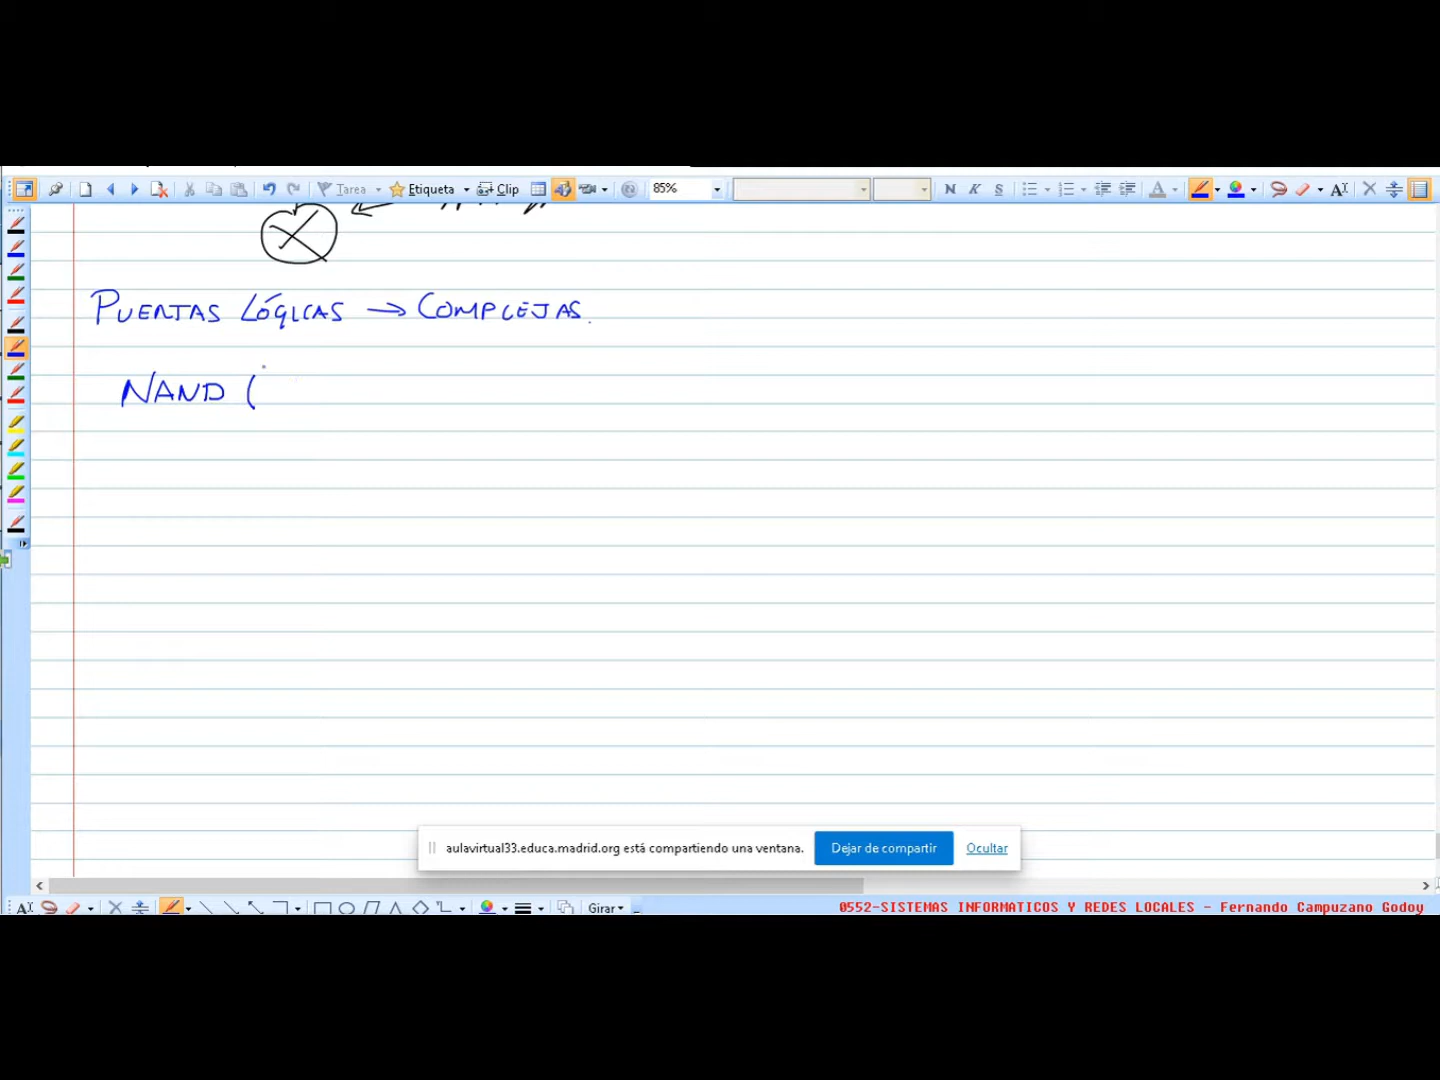 Tarea Etiqueta Clip 85% N K S A
PUERTAS LÓGICAS → COMPLEJAS.
NAND (
aulavirtual33.educa.madrid.org está compartiendo una ventana. Dejar de compartir Ocultar
Girar 0552-SISTEMAS INFORMATICOS Y REDES LOCALES - Fernando Campuzano Godoy